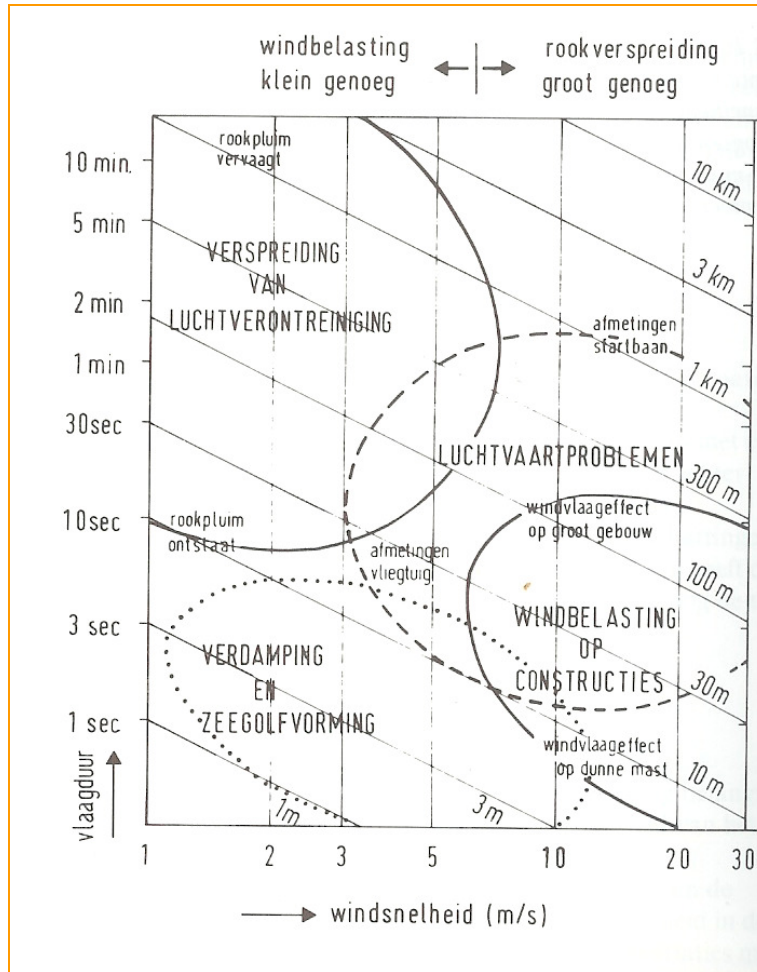 windbelasting
klein genoeg
rookverspreiding
groot genoeg
10 min.
5 min
2 min
1 min
30sec
10sec
3 sec
1 sec
vlaagduur
rookpluim
vervaagt
VERSPREIDING
VAN
LUCHTVERONTREINIGING
rookpluim
ontstaat
afmetingen
vliegtuig
VERDAMPING
EN
ZEEGOLFVORMING
afmetingen
startbaan
LUCHTVAARTPROBLEMEN
windvlaageffect
op groot gebouw
WINDBELASTING
OP
CONSTRUCTIES
windvlaageffect
op dunne mast
10 km
3 km
1 km
300 m
100 m
30m
10 m
3m
1m
1 2 3 5 10 20 30
windsnelheid (m/s)